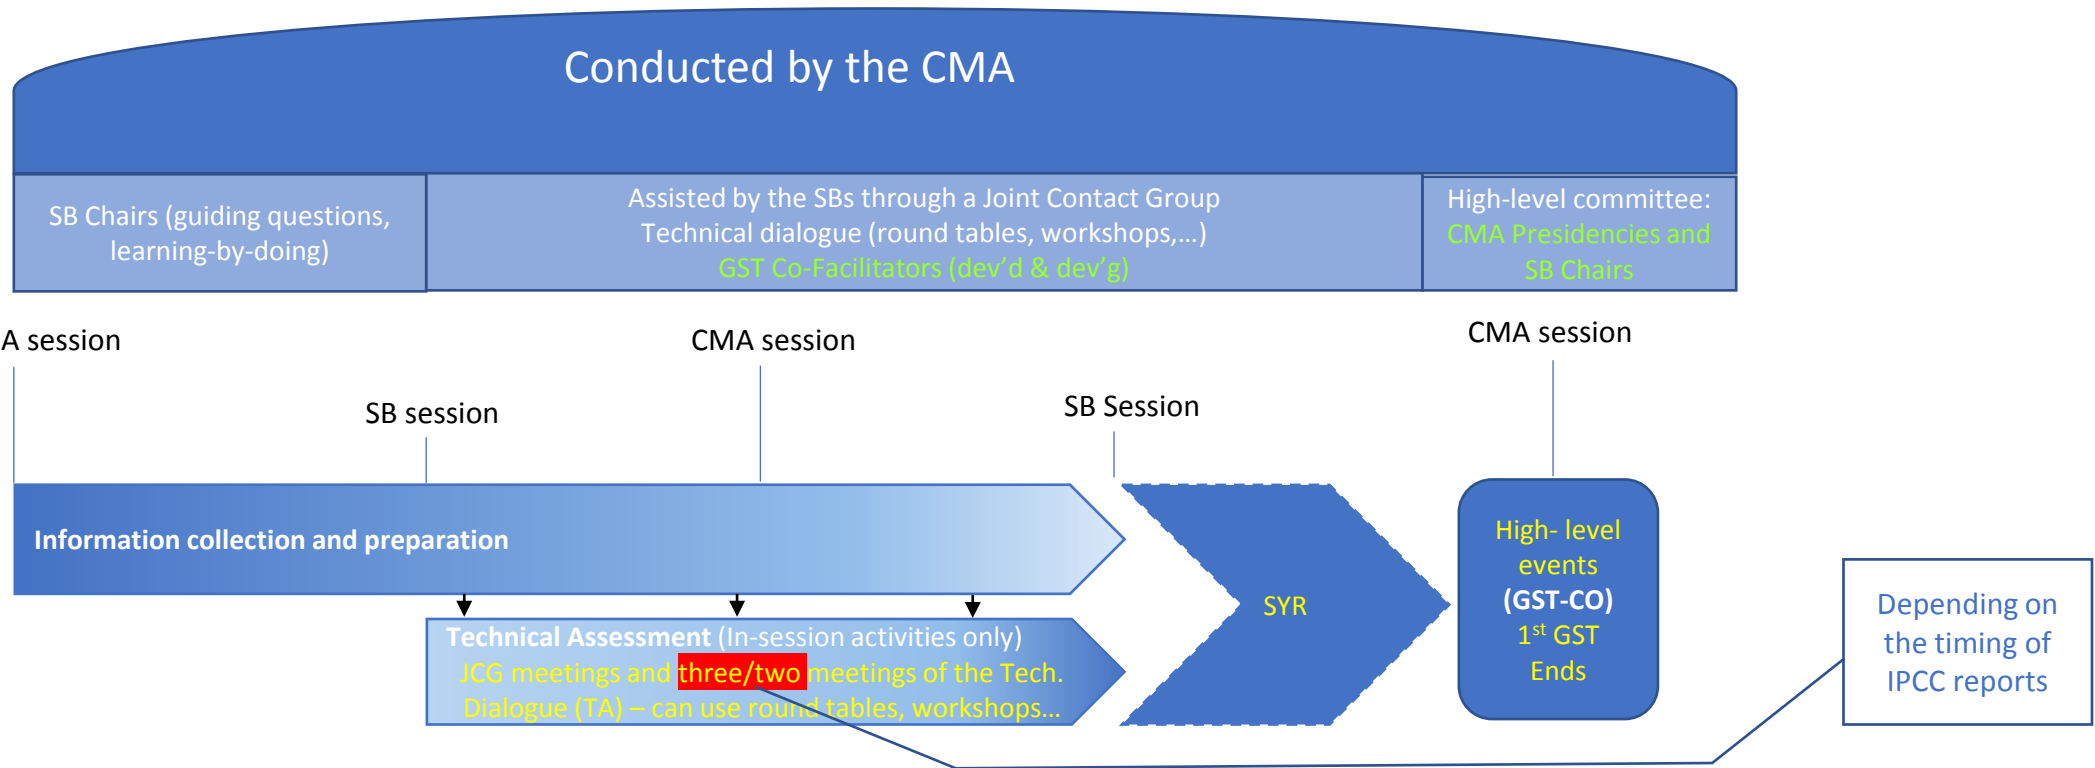 Conducted by the CMA
SB Chairs (guiding questions,
learning-by-doing)
Assisted by the SBs through a Joint Contact Group
Technical dialogue (round tables, workshops,…)
GST Co-Facilitators (dev’d & dev’g)
High-level committee:
CMA Presidencies and
SB Chairs
A session
CMA session
CMA session
SB session
SB Session
Information collection and preparation
Technical Assessment (In-session activities only)
JCG meetings and three/two meetings of the Tech.
Dialogue (TA) – can use round tables, workshops…
SYR
High- level
events
(GST-CO)
1st GST
Ends
Depending on
the timing of
IPCC reports